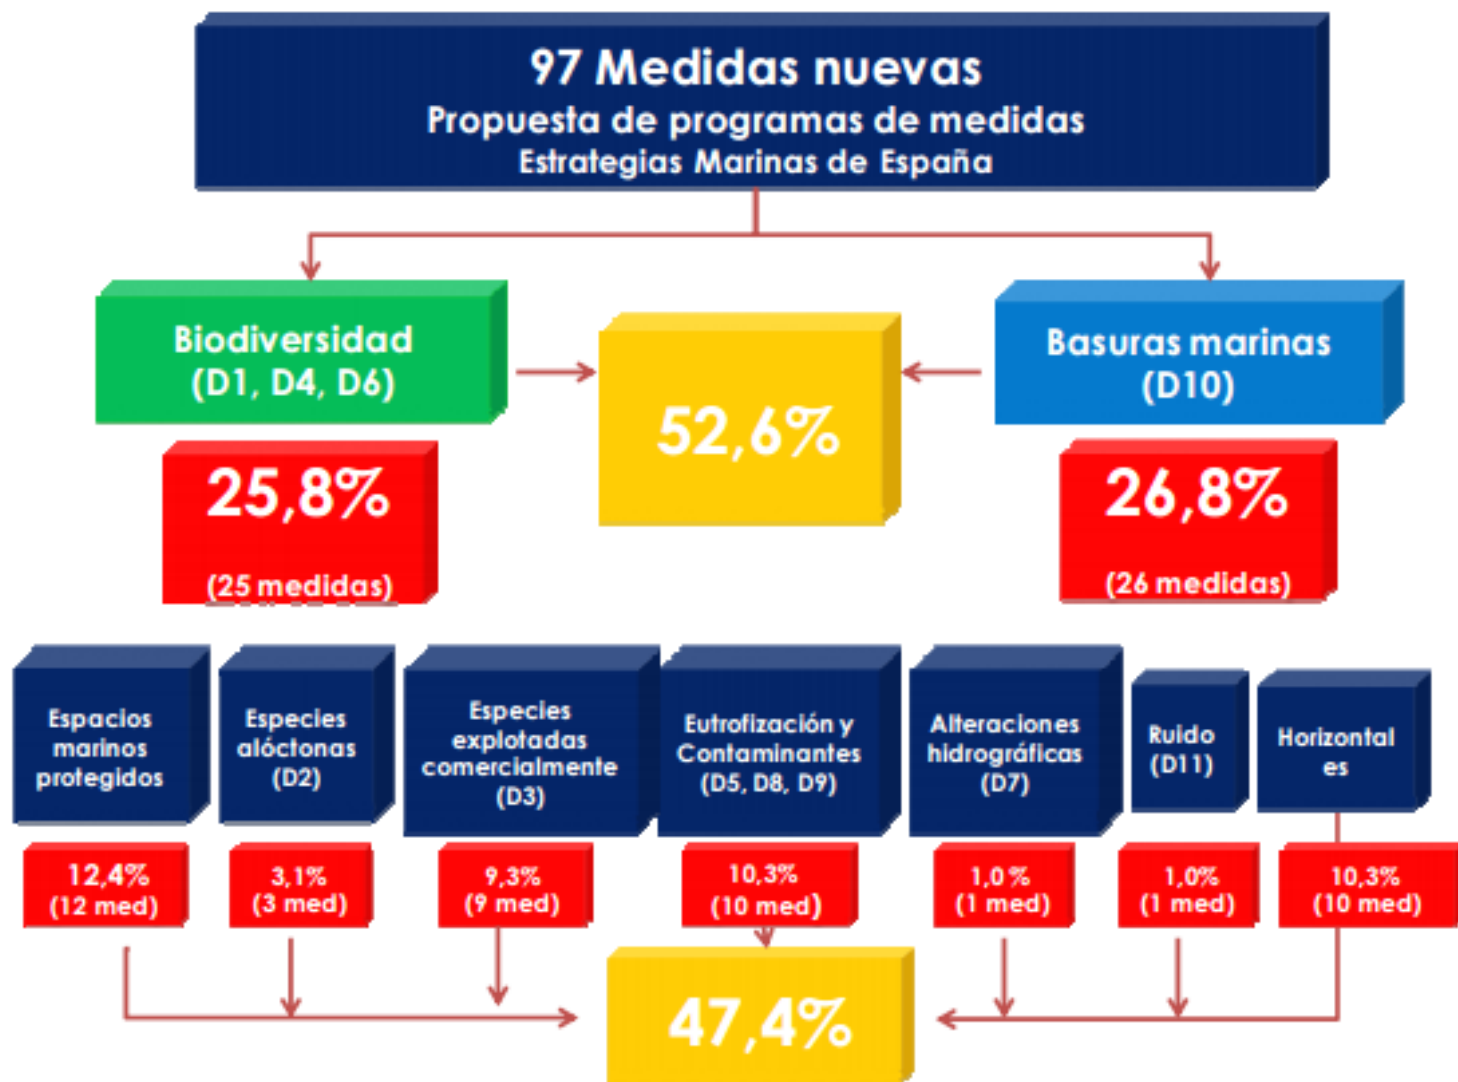 97 Medidas nuevas
Propuesta de programas de medidas
Estrategias Marinas de España
Biodiversidad
(D1, D4, D6)
52,6%
Basuras marinas
(D10)
25,8%
(25 medidas)
26,8%
(26 medidas)
Espacios
marinos
protegidos
Especies
alóctonas
(D2)
Especies
explotadas
comercialmente
(D3)
Eutrofización y
Contaminantes
(D5, D8, D9)
Alteraciones
hidrográficas
(D7)
Ruido
(D11)
Horizontal
es
12,4%
(12 med)
3,1%
(3 med)
9,3%
(9 med)
10,3%
(10 med)
1,0 %
(1 med)
1,0%
(1 med)
10,3%
(10 med)
47,4%